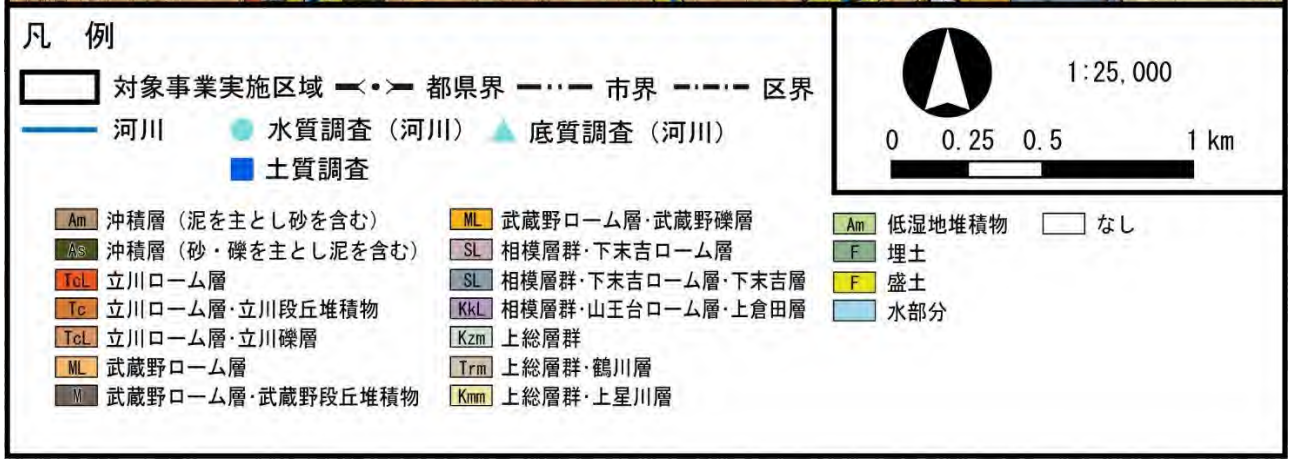 凡 例
対象事業実施区域 都県界 市界 区界
河川 水質調査（河川） 底質調査（河川）
土質調査
1:25,000
0 0.25 0.5 1 km
Am 沖積層（泥を主とし砂を含む）
As 沖積層（砂・礫を主とし泥を含む）
TcL 立川ローム層
Tc 立川ローム層・立川段丘堆積物
TcL 立川ローム層・立川礫層
ML 武蔵野ローム層
M 武蔵野ローム層・武蔵野段丘堆積物
ML 武蔵野ローム層・武蔵野礫層
SL 相模層群・下末吉ローム層
SL 相模層群・下末吉ローム層・下末吉層
KkL 相模層群・山王台ローム層・上倉田層
Kzm 上総層群
Trm 上総層群・鶴川層
Kmm 上総層群・上星川層
Am 低湿地堆積物 なし
F 埋土
F 盛土
水部分